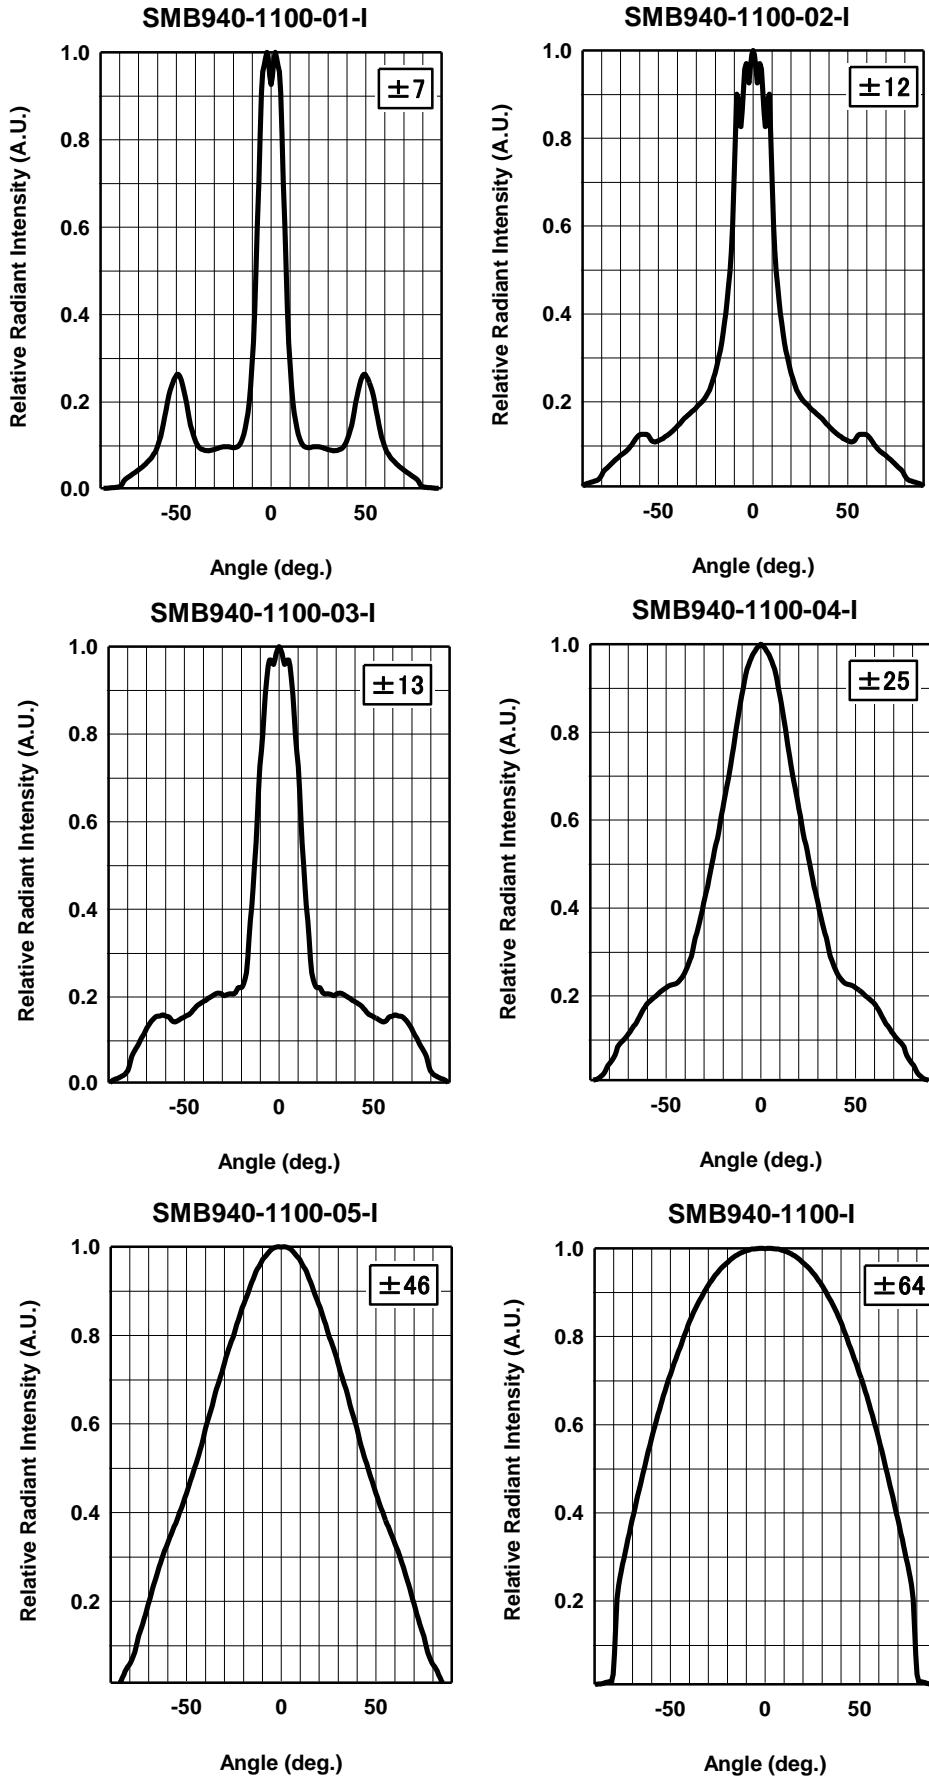 SMB940-1100-01-I
±7
Relative Radiant Intensity (A.U.)
1.0
0.8
0.6
0.4
0.2
0.0
-50 0 50
Angle (deg.)
SMB940-1100-02-I
±12
Relative Radiant Intensity (A.U.)
1.0
0.8
0.6
0.4
0.2
-50 0 50
Angle (deg.)
SMB940-1100-03-I
±13
Relative Radiant Intensity (A.U.)
1.0
0.8
0.6
0.4
0.2
0.0
-50 0 50
Angle (deg.)
SMB940-1100-04-I
±25
Relative Radiant Intensity (A.U.)
1.0
0.8
0.6
0.4
0.2
-50 0 50
Angle (deg.)
SMB940-1100-05-I
±46
Relative Radiant Intensity (A.U.)
1.0
0.8
0.6
0.4
0.2
-50 0 50
Angle (deg.)
SMB940-1100-I
±64
Relative Radiant Intensity (A.U.)
1.0
0.8
0.6
0.4
0.2
-50 0 50
Angle (deg.)